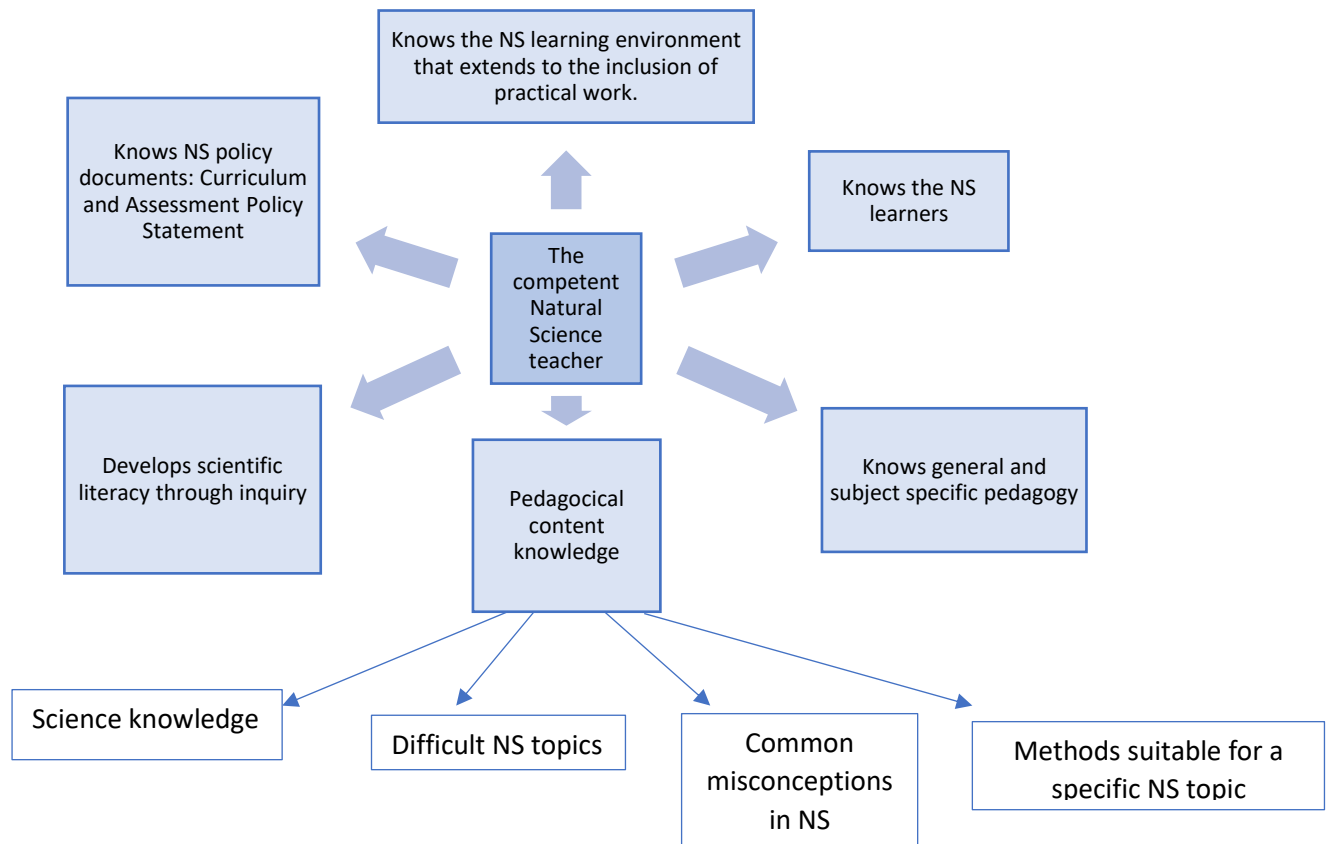 Knows the NS learning environment
that extends to the inclusion of
practical work.
Knows NS policy
documents: Curriculum
and Assessment Policy
Statement
Knows the NS
learners
The
competent
Natural
Science
teacher
Develops scientific
literacy through inquiry
Pedagocical
content
knowledge
Knows general and
subject specific pedagogy
Science knowledge
Difficult NS topics
Common
misconceptions
in NS
Methods suitable for a
specific NS topic